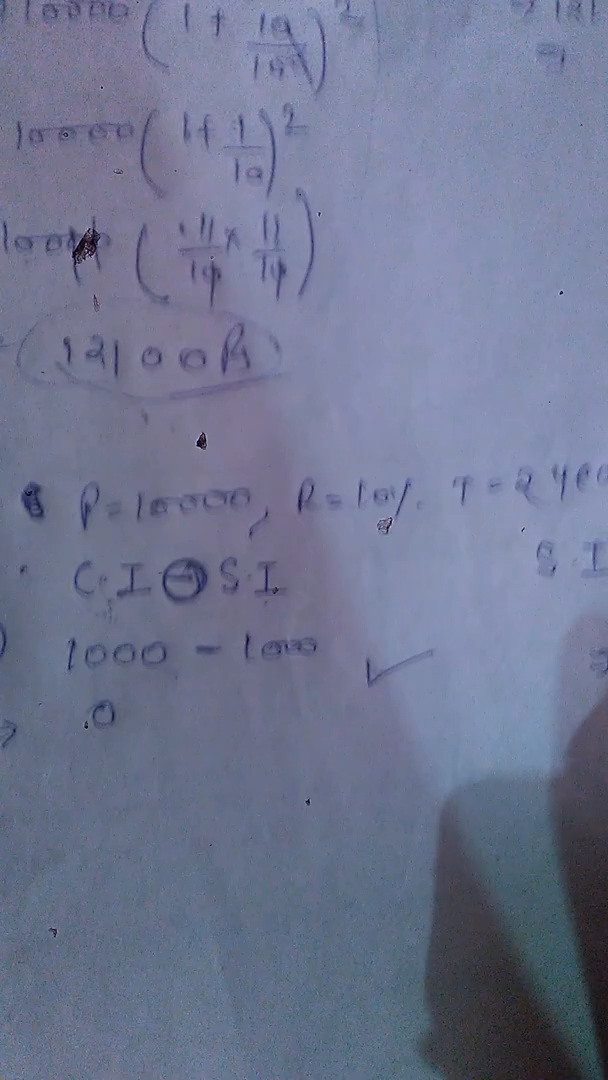 10000 (1 + 10/100)^2
10000 (1 + 1/10)^2
(11/10 × 11/10)
12100 Rs
P = 10000, R = 10%. T = 2
C.I - S.I S.I
1000 - 1000 ✓
0